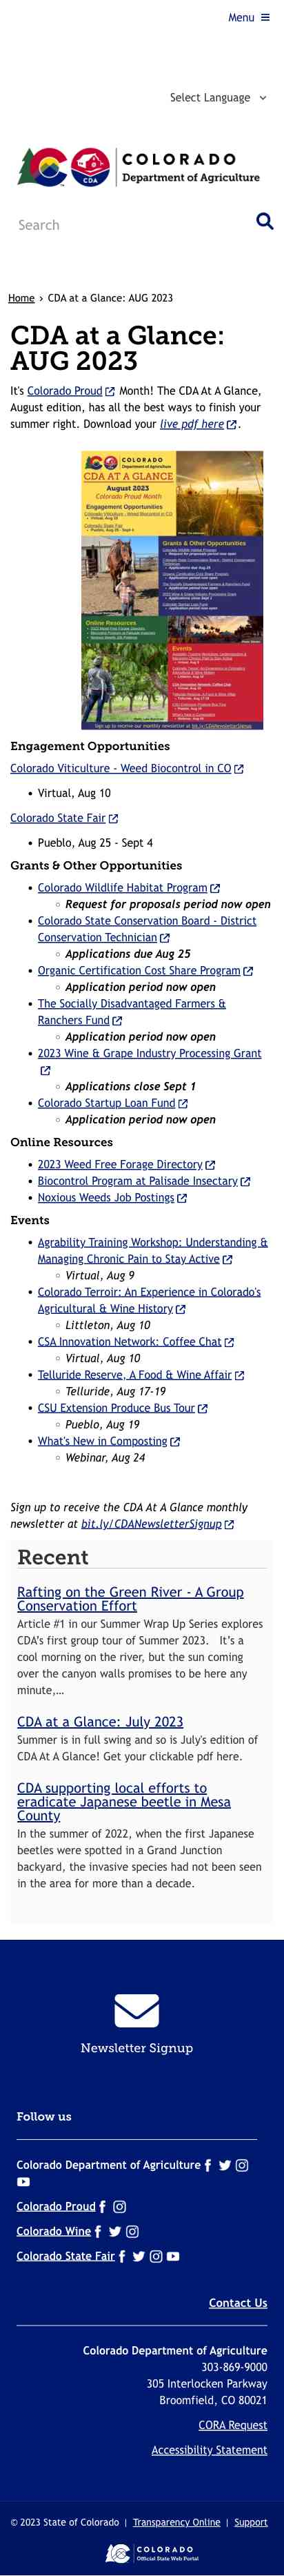 Menu
Select Language
COLORADO
CDA
Department of Agriculture
Search
Home › CDA at a Glance: AUG 2023
CDA at a Glance:
AUG 2023
It's Colorado Proud Month! The CDA At A Glance,
August edition, has all the best ways to finish your
summer right. Download your live pdf here.
COLORADO
Department of Agriculture
CDA AT A GLANCE
August 2023
Colorado Proud Month
Engagement Opportunities
Grants & Other Opportunities
Online Resources
Events
Engagement Opportunities
Colorado Viticulture - Weed Biocontrol in CO
• Virtual, Aug 10
Colorado State Fair
• Pueblo, Aug 25 - Sept 4
Grants & Other Opportunities
• Colorado Wildlife Habitat Program
◦ Request for proposals period now open
• Colorado State Conservation Board - District
Conservation Technician
◦ Applications due Aug 25
• Organic Certification Cost Share Program
◦ Application period now open
• The Socially Disadvantaged Farmers &
Ranchers Fund
◦ Application period now open
• 2023 Wine & Grape Industry Processing Grant
◦ Applications close Sept 1
• Colorado Startup Loan Fund
◦ Application period now open
Online Resources
• 2023 Weed Free Forage Directory
• Biocontrol Program at Palisade Insectary
• Noxious Weeds Job Postings
Events
• Agrability Training Workshop: Understanding &
Managing Chronic Pain to Stay Active
◦ Virtual, Aug 9
• Colorado Terroir: An Experience in Colorado's
Agricultural & Wine History
◦ Littleton, Aug 10
• CSA Innovation Network: Coffee Chat
◦ Virtual, Aug 10
• Telluride Reserve, A Food & Wine Affair
◦ Telluride, Aug 17-19
• CSU Extension Produce Bus Tour
◦ Pueblo, Aug 19
• What's New in Composting
◦ Webinar, Aug 24
Sign up to receive the CDA At A Glance monthly
newsletter at bit.ly/CDANewsletterSignup
Recent
Rafting on the Green River - A Group
Conservation Effort
Article #1 in our Summer Wrap Up Series explores
CDA's first group tour of Summer 2023. It's a
cool morning on the river, but the sun coming
over the canyon walls promises to be here any
minute,…
CDA at a Glance: July 2023
Summer is in full swing and so is July's edition of
CDA At A Glance! Get your clickable pdf here.
CDA supporting local efforts to
eradicate Japanese beetle in Mesa
County
In the summer of 2022, when the first Japanese
beetles were spotted in a Grand Junction
backyard, the invasive species had not been seen
in the area for more than a decade.
Newsletter Signup
Follow us
Colorado Department of Agriculture
Colorado Proud
Colorado Wine
Colorado State Fair
Contact Us
Colorado Department of Agriculture
303-869-9000
305 Interlocken Parkway
Broomfield, CO 80021
CORA Request
Accessibility Statement
© 2023 State of Colorado | Transparency Online | Support
COLORADO
Official State Web Portal